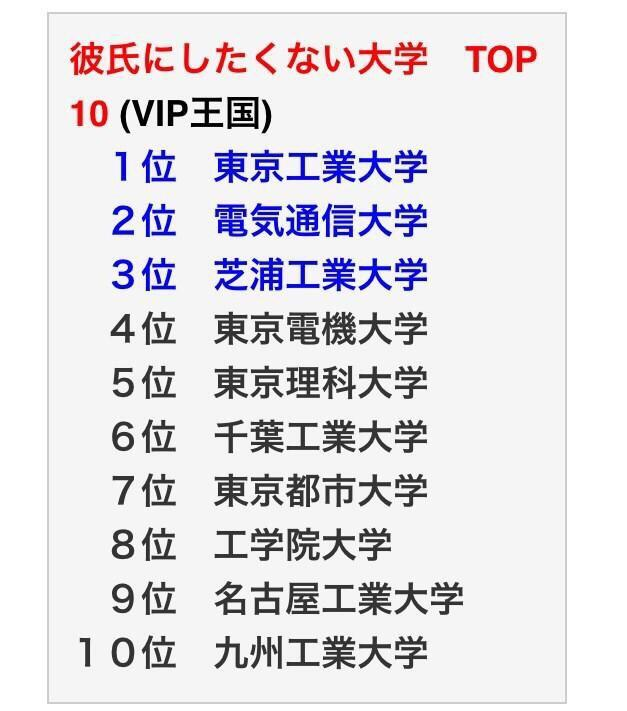 彼氏にしたくない大学　TOP
10 (VIP王国)
１位　東京工業大学
２位　電気通信大学
３位　芝浦工業大学
４位　東京電機大学
５位　東京理科大学
６位　千葉工業大学
７位　東京都市大学
８位　工学院大学
９位　名古屋工業大学
１０位　九州工業大学